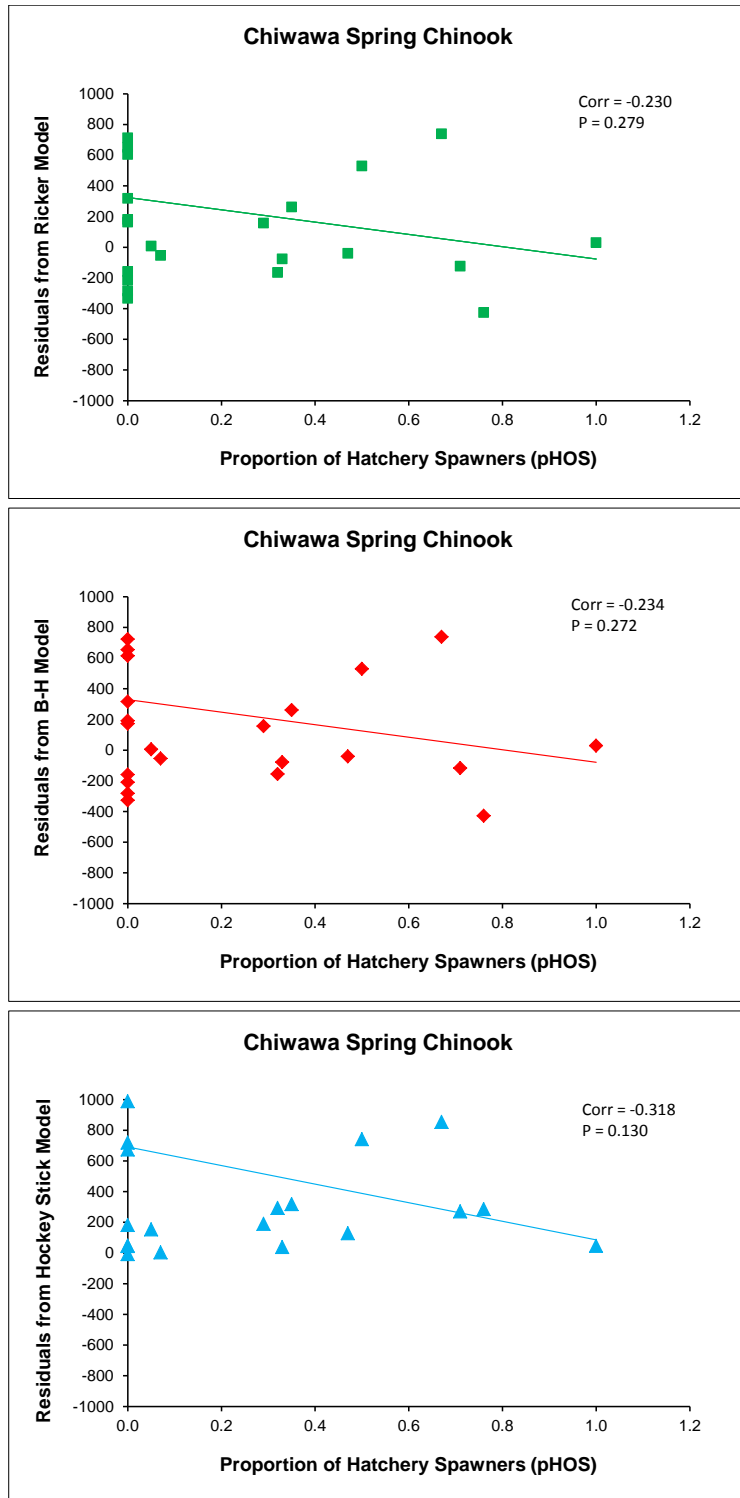 Chiwawa Spring Chinook
Corr = -0.230
P = 0.279
Residuals from Ricker Model
1000
800
600
400
200
0
-200
-400
-600
-800
-1000
0.0 0.2 0.4 0.6 0.8 1.0 1.2
Proportion of Hatchery Spawners (pHOS)
Chiwawa Spring Chinook
Corr = -0.234
P = 0.272
Residuals from B-H Model
1000
800
600
400
200
0
-200
-400
-600
-800
-1000
0.0 0.2 0.4 0.6 0.8 1.0 1.2
Proportion of Hatchery Spawners (pHOS)
Chiwawa Spring Chinook
Corr = -0.318
P = 0.130
Residuals from Hockey Stick Model
1000
800
600
400
200
0
-200
-400
-600
-800
-1000
0.0 0.2 0.4 0.6 0.8 1.0 1.2
Proportion of Hatchery Spawners (pHOS)